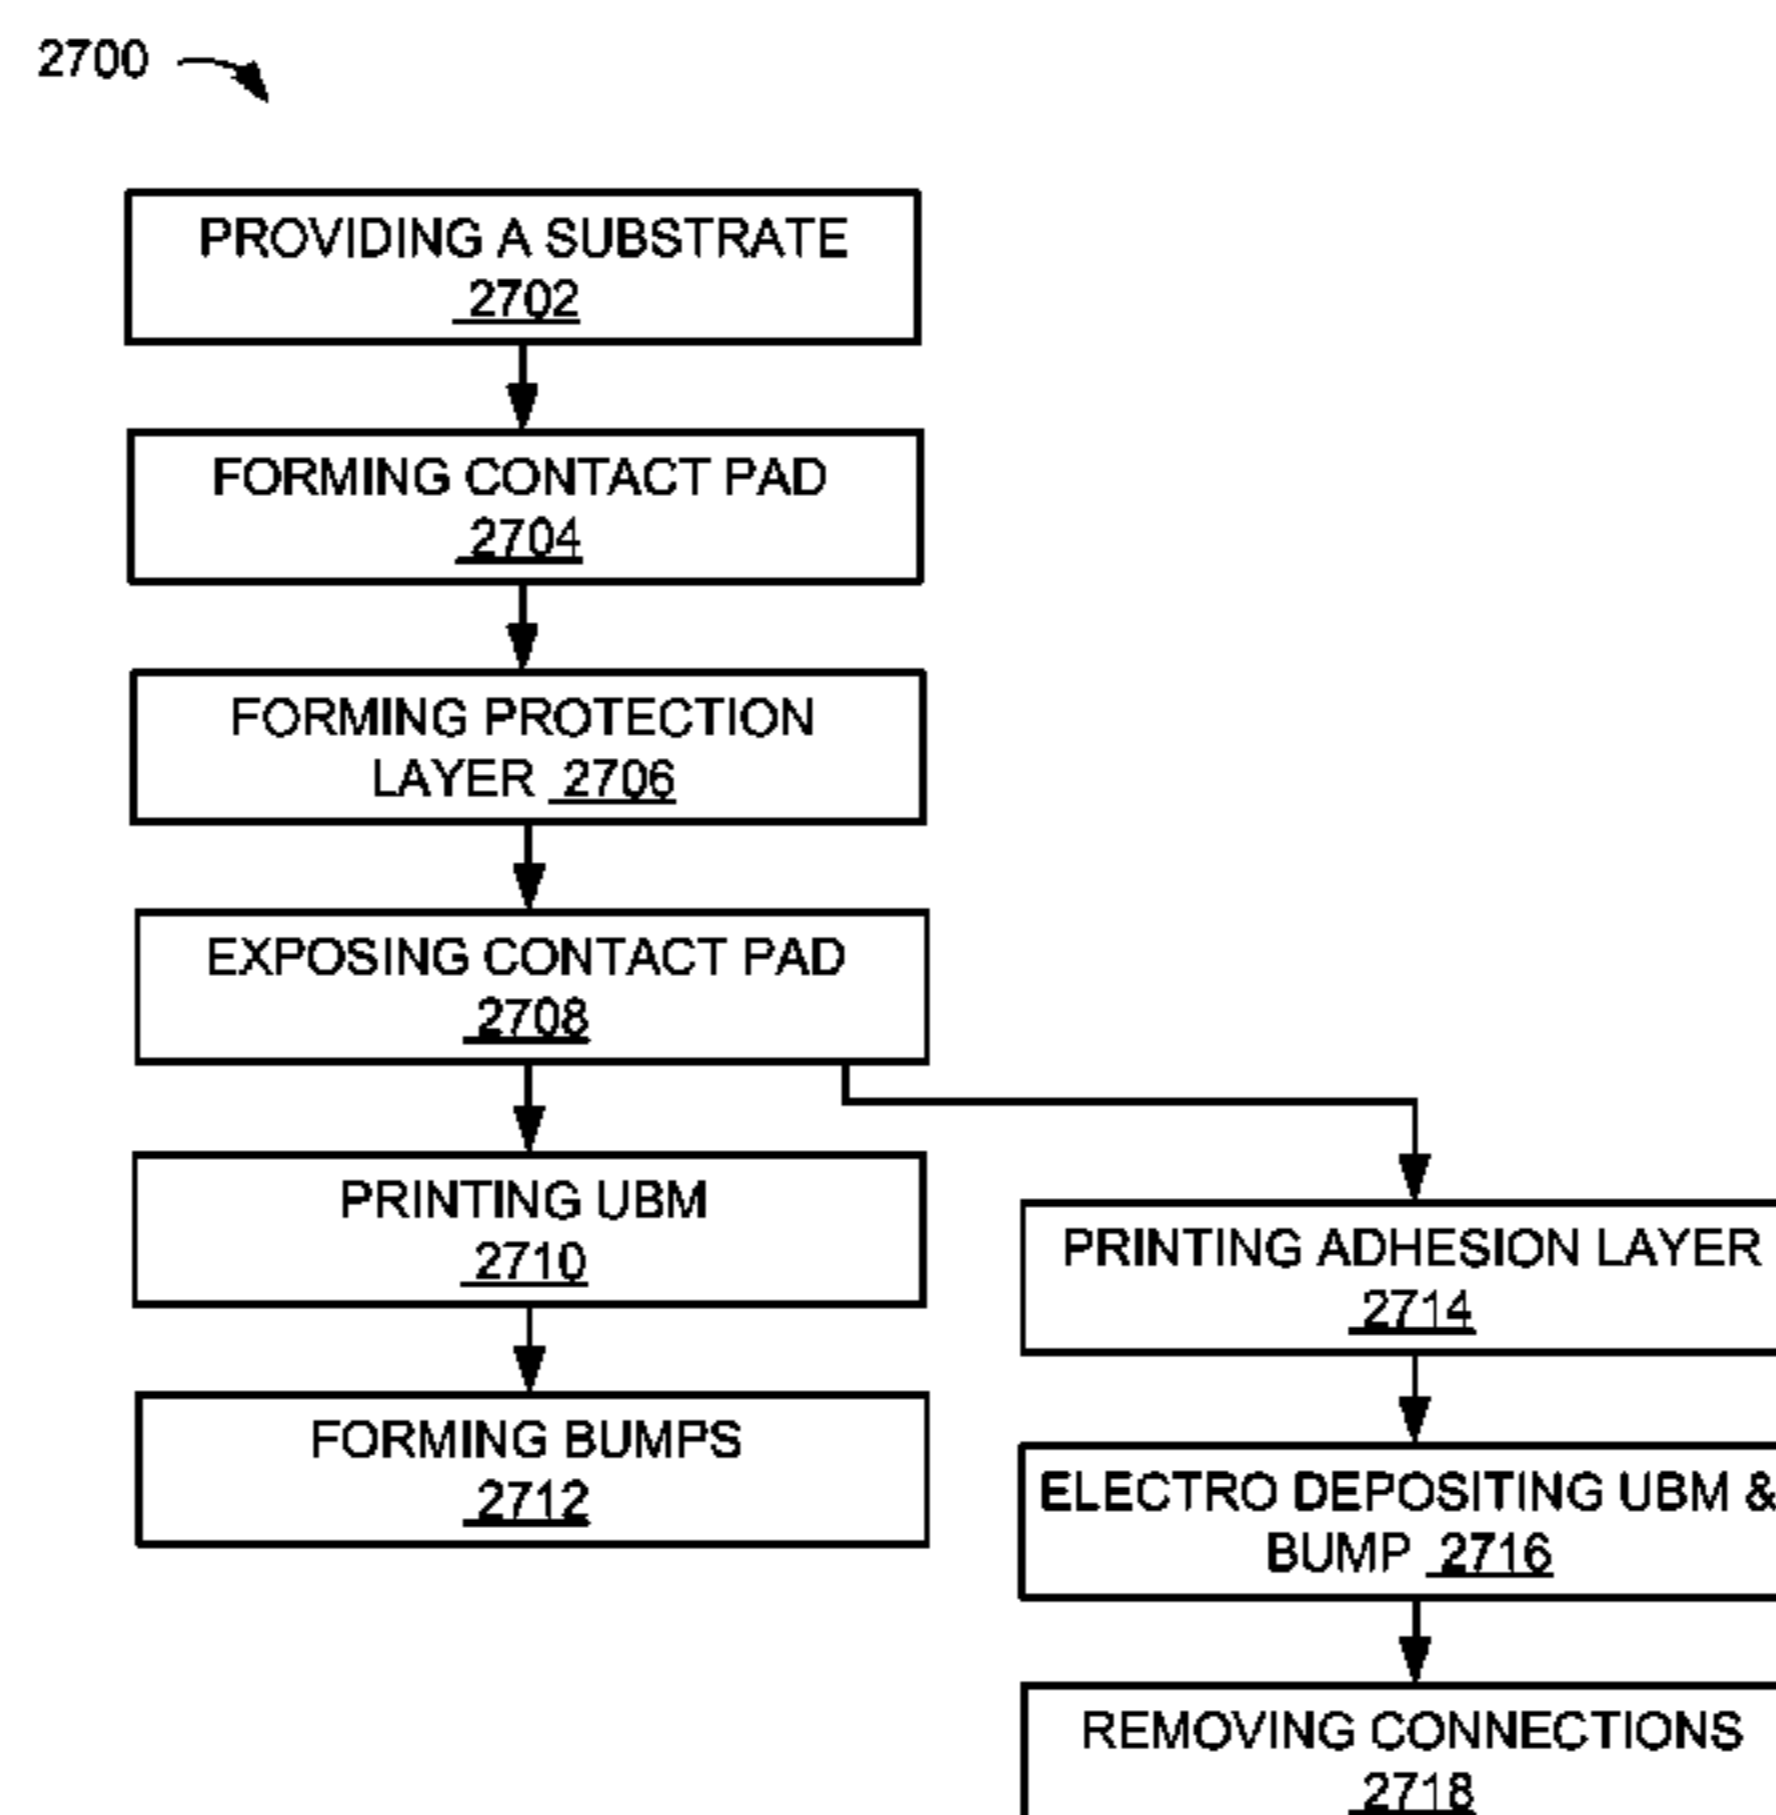 2700
PROVIDING A SUBSTRATE
2702
FORMING CONTACT PAD
2704
FORMING PROTECTION
LAYER 2706
EXPOSING CONTACT PAD
2708
PRINTING UBM
2710
FORMING BUMPS
2712
PRINTING ADHESION LAYER
2714
ELECTRO DEPOSITING UBM &
BUMP 2716
REMOVING CONNECTIONS
2718